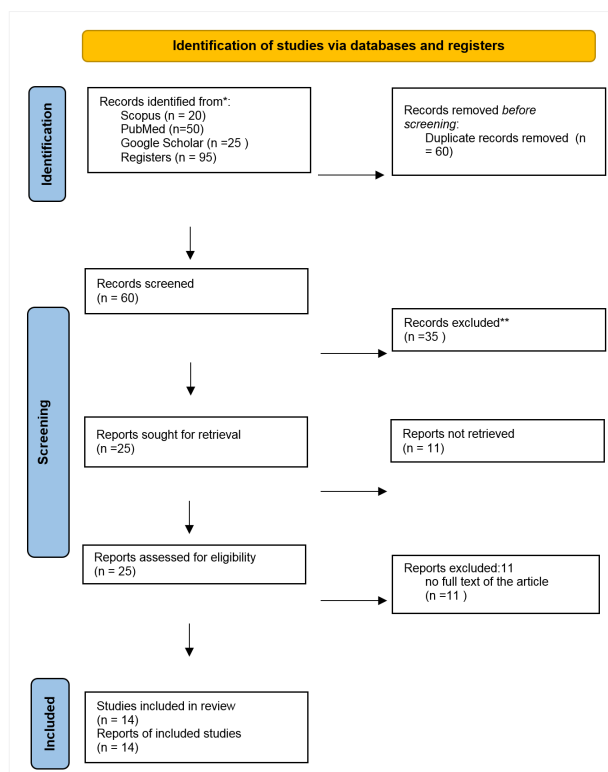 Identification of studies via databases and registers
Identification
Records identified from*:
Scopus (n = 20)
PubMed (n=50)
Google Scholar (n =25 )
Registers (n = 95)
Records removed before
screening:
Duplicate records removed (n
= 60)
Screening
Records screened
(n = 60)
Records excluded**
(n =35 )
Reports sought for retrieval
(n =25)
Reports not retrieved
(n = 11)
Reports assessed for eligibility
(n = 25)
Reports excluded:11
no full text of the article
(n =11 )
Included
Studies included in review
(n = 14)
Reports of included studies
(n = 14)